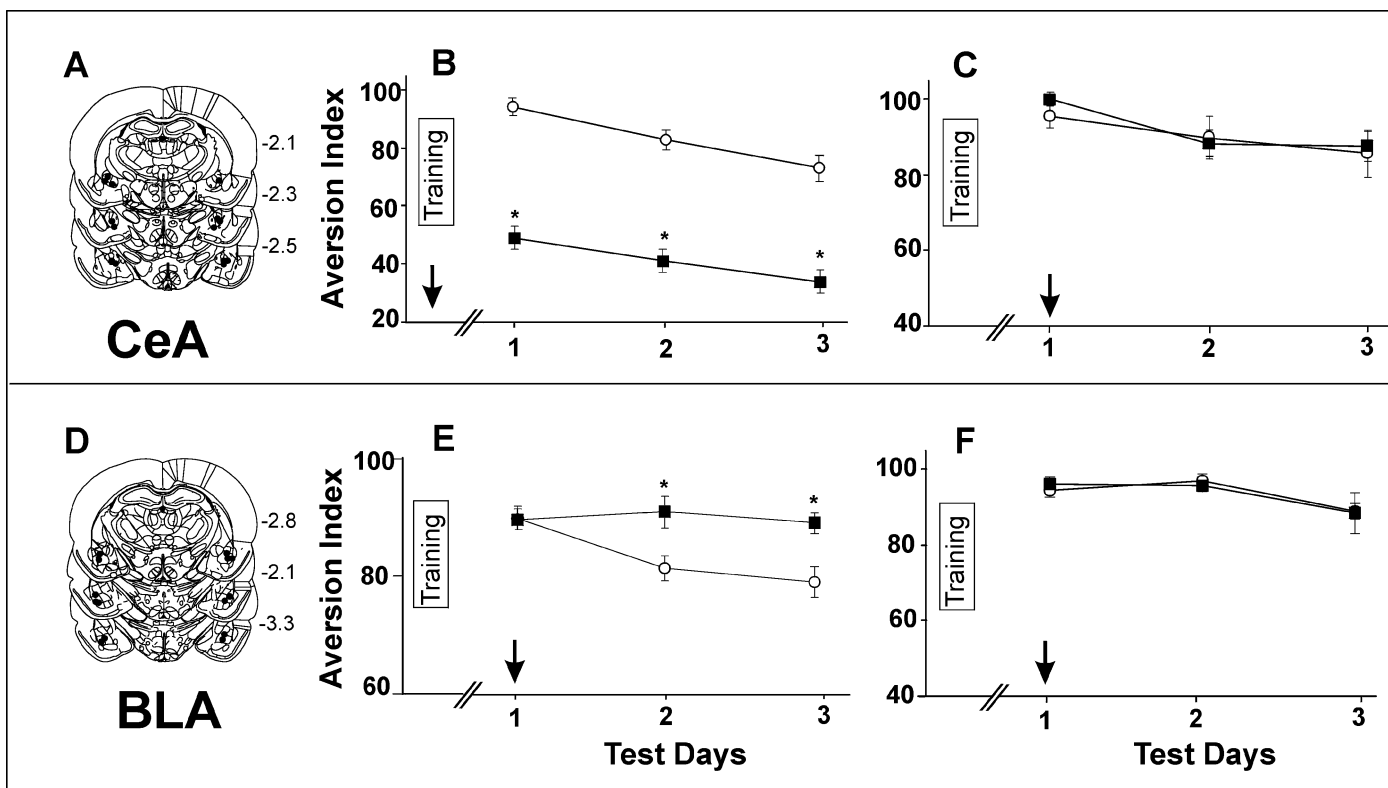 A
-2.1
-2.3
-2.5
CeA
B
Aversion Index
100
80
60
40
20
Training
*
*
*
1
2
3
C
100
80
60
40
Training
1
2
3
D
-2.8
-2.1
-3.3
BLA
E
Aversion Index
100
80
60
Training
*
*
1
2
3
Test Days
F
100
80
60
40
Training
1
2
3
Test Days